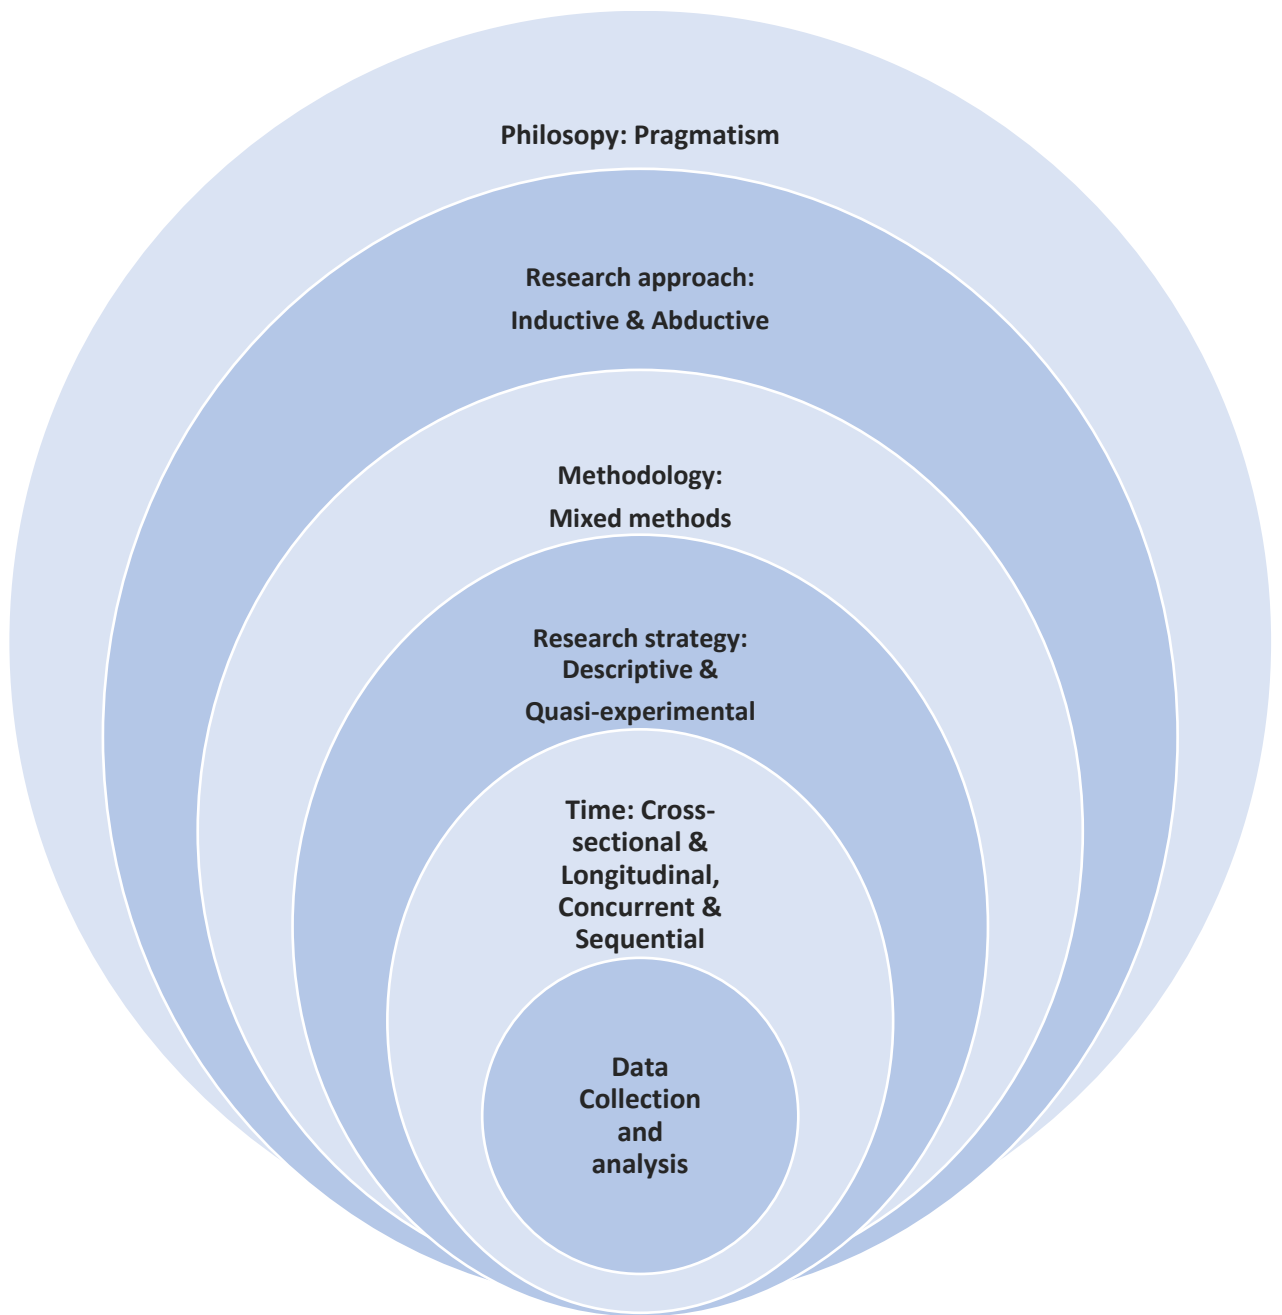 Philosopy: Pragmatism
Research approach:
Inductive & Abductive
Methodology:
Mixed methods
Research strategy:
Descriptive &
Quasi-experimental
Time: Cross-
sectional &
Longitudinal,
Concurrent &
Sequential
Data
Collection
and
analysis